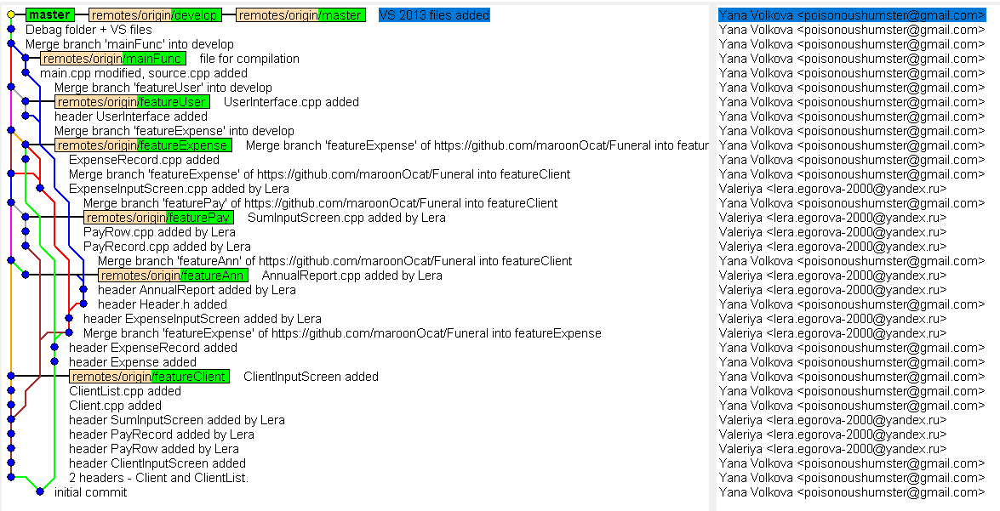 master remotes/origin/develop remotes/origin/master VS 2013 files added Yana Volkova <poisonoushumster@gmail.com>
Debag folder + VS files Yana Volkova <poisonoushumster@gmail.com>
Merge branch 'mainFunc' into develop Yana Volkova <poisonoushumster@gmail.com>
remotes/origin/mainFunc file for compilation Yana Volkova <poisonoushumster@gmail.com>
main.cpp modified, source.cpp added Yana Volkova <poisonoushumster@gmail.com>
Merge branch 'featureUser' into develop Yana Volkova <poisonoushumster@gmail.com>
remotes/origin/featureUser UserInterface.cpp added Yana Volkova <poisonoushumster@gmail.com>
header UserInterface added Yana Volkova <poisonoushumster@gmail.com>
Merge branch 'featureExpense' into develop Yana Volkova <poisonoushumster@gmail.com>
remotes/origin/featureExpense Merge branch 'featureExpense' of https://github.com/maroonOcat/Funeral into featur Yana Volkova <poisonoushumster@gmail.com>
ExpenseRecord.cpp added Yana Volkova <poisonoushumster@gmail.com>
Merge branch 'featureExpense' of https://github.com/maroonOcat/Funeral into featureClient Yana Volkova <poisonoushumster@gmail.com>
ExpenseInputScreen.cpp added by Lera Valeriya <lera.egorova-2000@yandex.ru>
Merge branch 'featurePay' of https://github.com/maroonOcat/Funeral into featureClient Yana Volkova <poisonoushumster@gmail.com>
remotes/origin/featurePay SumInputScreen.cpp added by Lera Valeriya <lera.egorova-2000@yandex.ru>
PayRow.cpp added by Lera Valeriya <lera.egorova-2000@yandex.ru>
PayRecord.cpp added by Lera Valeriya <lera.egorova-2000@yandex.ru>
Merge branch 'featureAnn' of https://github.com/maroonOcat/Funeral into featureClient Yana Volkova <poisonoushumster@gmail.com>
remotes/origin/featureAnn AnnualReport.cpp added by Lera Valeriya <lera.egorova-2000@yandex.ru>
header AnnualReport added by Lera Valeriya <lera.egorova-2000@yandex.ru>
header Header.h added Yana Volkova <poisonoushumster@gmail.com>
header ExpenseInputScreen added by Lera Valeriya <lera.egorova-2000@yandex.ru>
Merge branch 'featureExpense' of https://github.com/maroonOcat/Funeral into featureExpense Valeriya <lera.egorova-2000@yandex.ru>
header ExpenseRecord added Yana Volkova <poisonoushumster@gmail.com>
header Expense added Yana Volkova <poisonoushumster@gmail.com>
remotes/origin/featureClient ClientInputScreen added Yana Volkova <poisonoushumster@gmail.com>
ClientList.cpp added Yana Volkova <poisonoushumster@gmail.com>
Client.cpp added Yana Volkova <poisonoushumster@gmail.com>
header SumInputScreen added by Lera Valeriya <lera.egorova-2000@yandex.ru>
header PayRecord added by Lera Valeriya <lera.egorova-2000@yandex.ru>
header PayRow added by Lera Valeriya <lera.egorova-2000@yandex.ru>
header ClientInputScreen added Yana Volkova <poisonoushumster@gmail.com>
2 headers - Client and ClientList. Yana Volkova <poisonoushumster@gmail.com>
initial commit Yana Volkova <poisonoushumster@gmail.com>